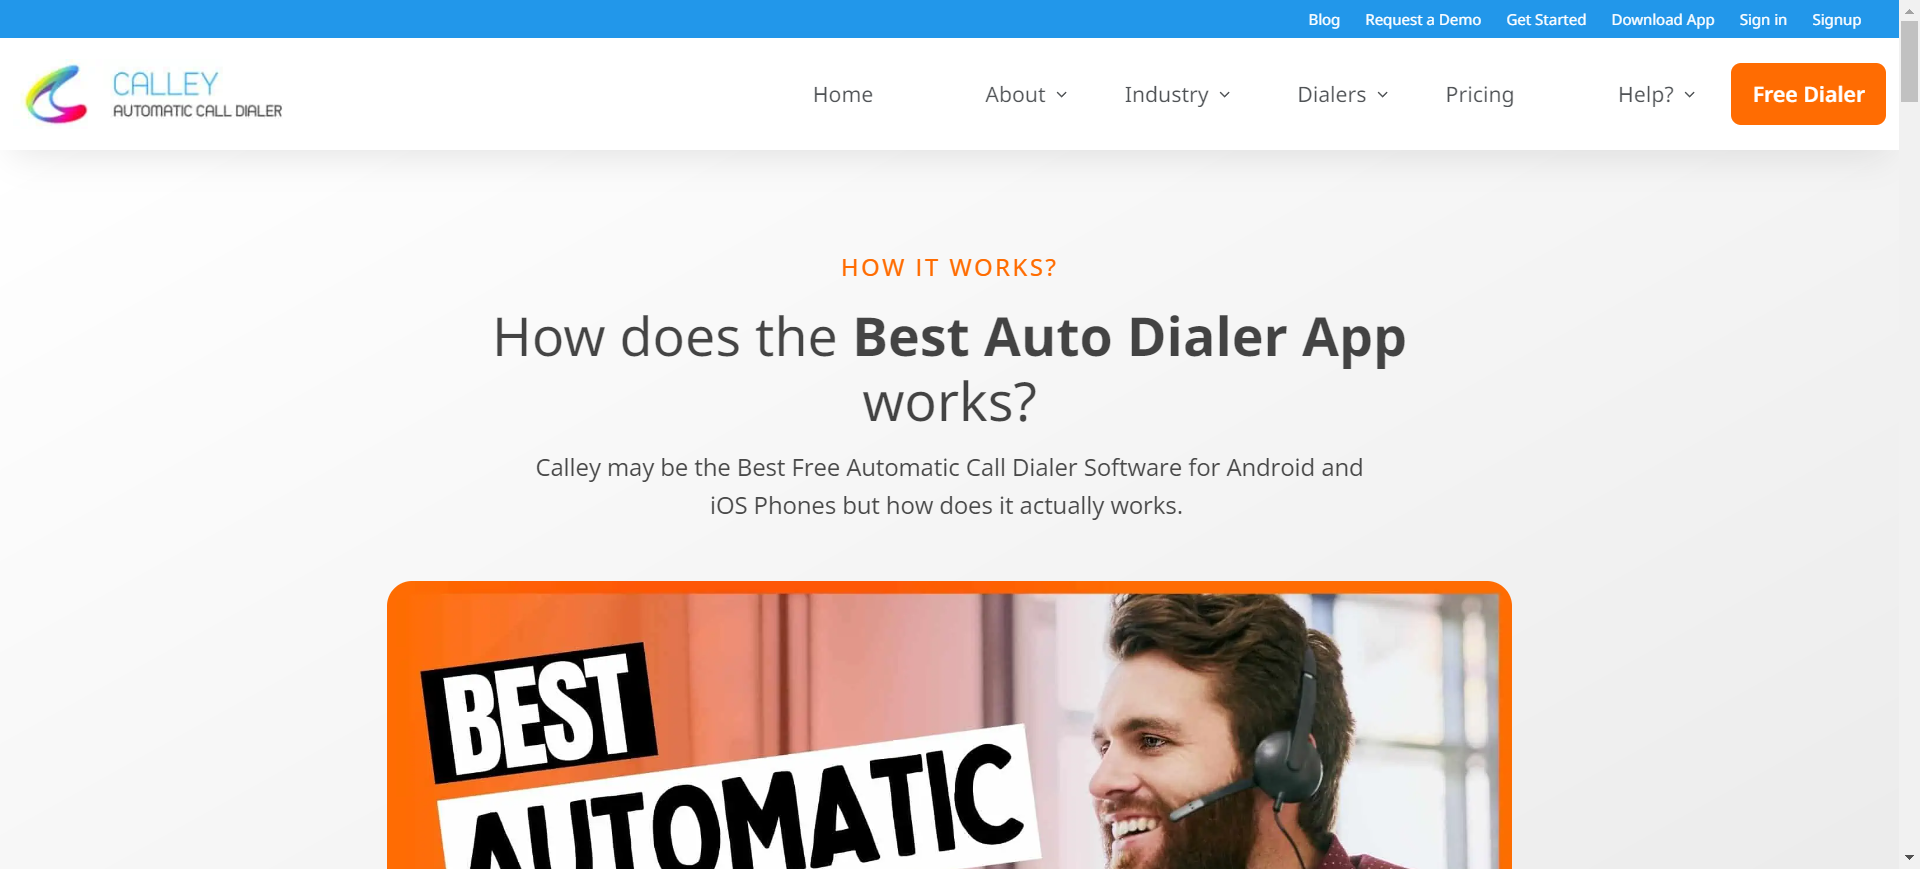 Blog Request a Demo Get Started Download App Sign in Signup
CALLEY
AUTOMATIC CALL DIALER
Home About Industry Dialers Pricing Help? Free Dialer
HOW IT WORKS?
How does the Best Auto Dialer App
works?
Calley may be the Best Free Automatic Call Dialer Software for Android and
iOS Phones but how does it actually works.
BEST
AUTOMATIC